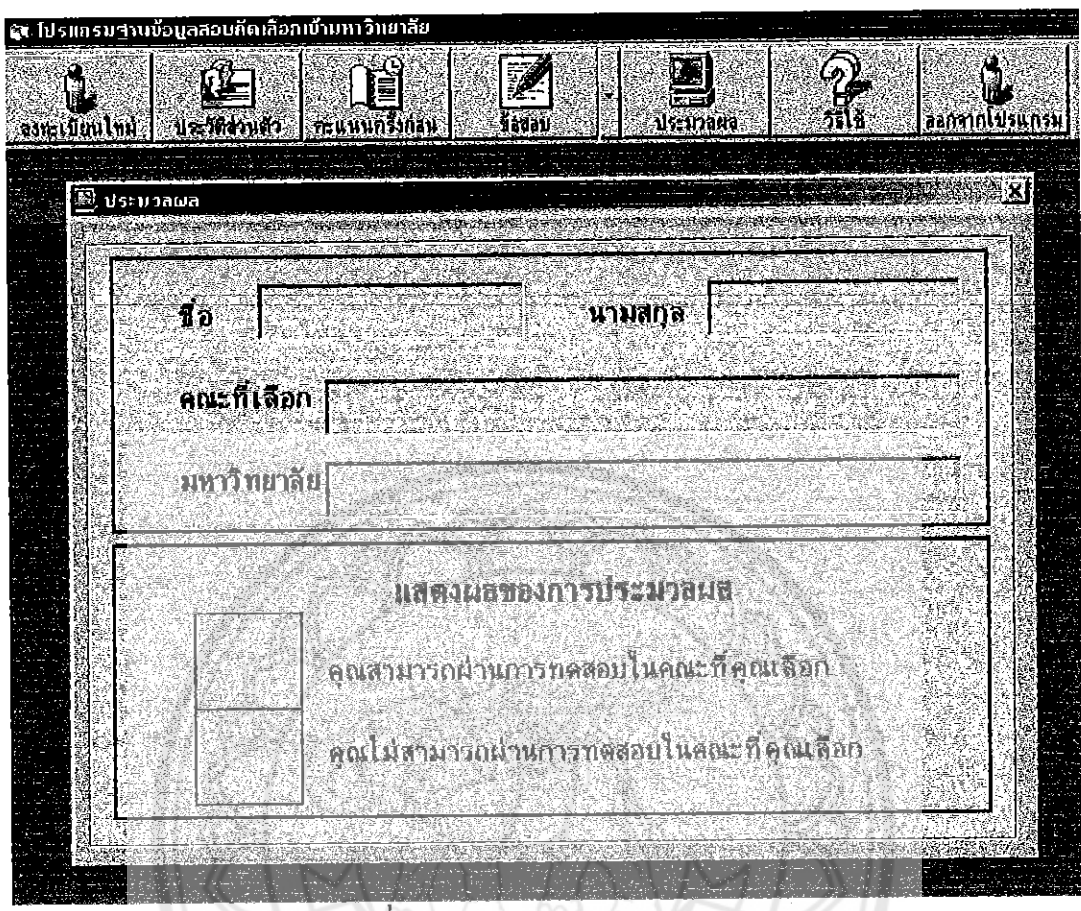 โปรแกรมฐานข้อมูลสอบคัดเลือกเข้ามหาวิทยาลัย
ลงทะเบียนใหม่ ประวัติส่วนตัว คะแนนครั้งก่อน ข้อสอบ ประมวลผล วิธีใช้ ออกจากโปรแกรม
ประมวลผล
ชื่อ นามสกุล
คณะที่เลือก
มหาวิทยาลัย
แสดงผลของการประมวลผล
คุณสามารถผ่านการทดสอบในคณะที่คุณเลือก
คุณไม่สามารถผ่านการทดสอบในคณะที่คุณเลือก